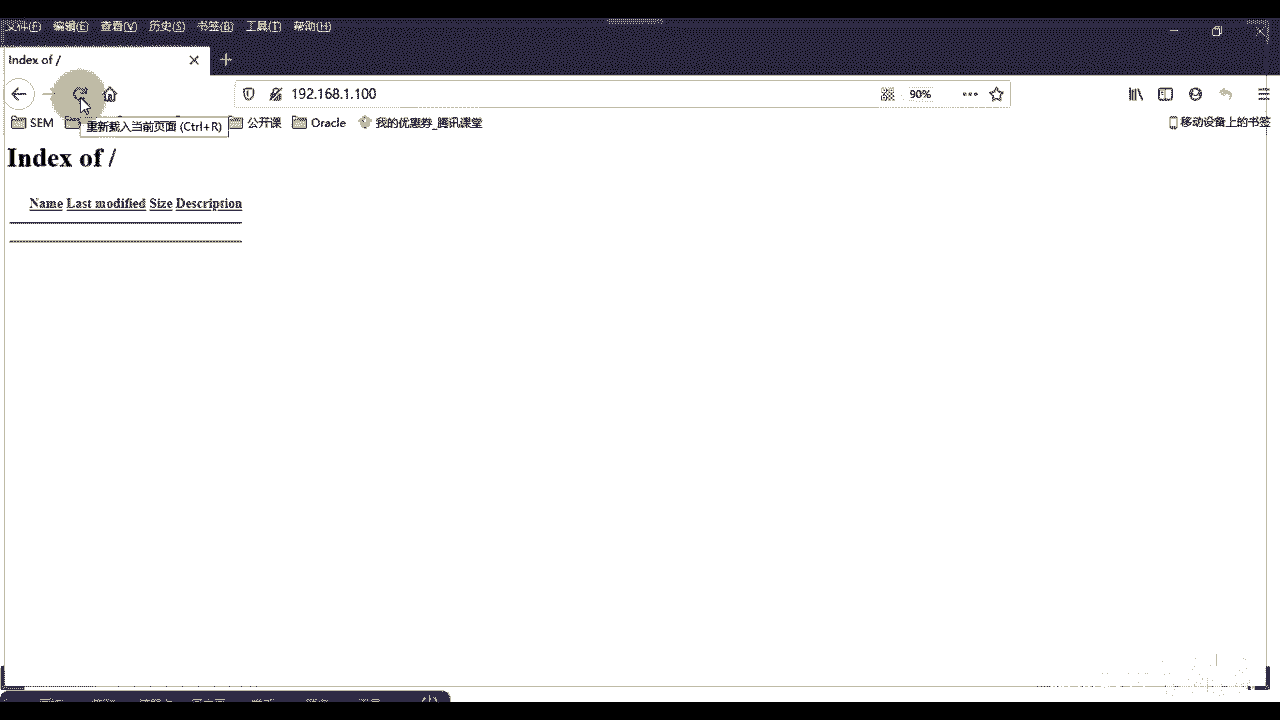 文件(F) 编辑(E) 查看(V) 历史(S) 书签(B) 工具(T) 帮助(H)
Index of /
192.168.1.100 90%
SEM 公开课 Oracle 我的优惠券_腾讯课堂 移动设备上的书签
重新载入当前页面 (Ctrl+R)
Index of /
Name Last modified Size Description